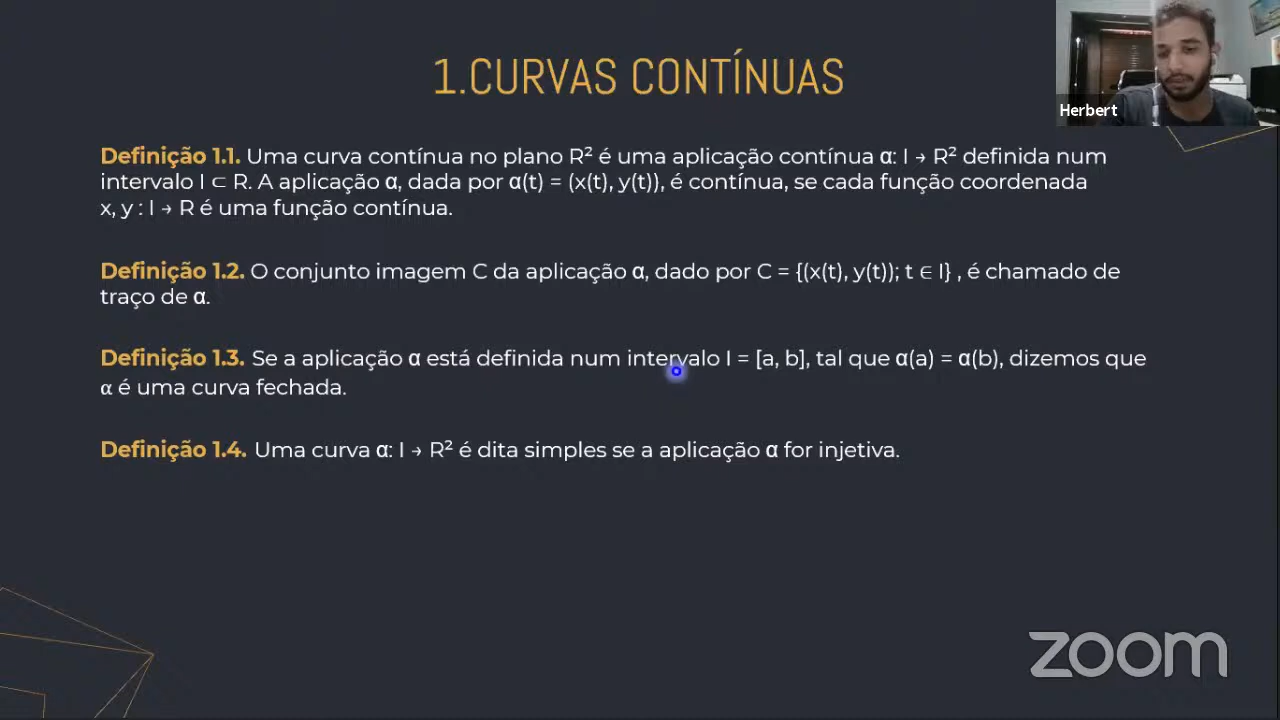 1.CURVAS CONTÍNUAS
Herbert
Definição 1.1. Uma curva contínua no plano R² é uma aplicação contínua α: I → R² definida num
intervalo I ⊂ R. A aplicação α, dada por α(t) = (x(t), y(t)), é contínua, se cada função coordenada
x, y : I → R é uma função contínua.
Definição 1.2. O conjunto imagem C da aplicação α, dado por C = {(x(t), y(t)); t ∈ I} , é chamado de
traço de α.
Definição 1.3. Se a aplicação α está definida num intervalo I = [a, b], tal que α(a) = α(b), dizemos que
α é uma curva fechada.
Definição 1.4. Uma curva α: I → R² é dita simples se a aplicação α for injetiva.
zoom